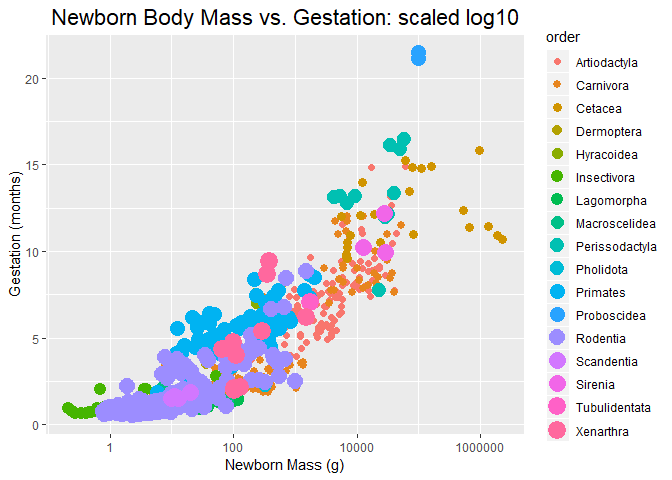 Newborn Body Mass vs. Gestation: scaled log10
order
Artiodactyla
Carnivora
Cetacea
Dermoptera
Hyracoidea
Insectivora
Lagomorpha
Macroscelidea
Perissodactyla
Pholidota
Primates
Proboscidea
Rodentia
Scandentia
Sirenia
Tubulidentata
Xenarthra
Gestation (months)
20
15
10
5
0
1
100
10000
1000000
Newborn Mass (g)